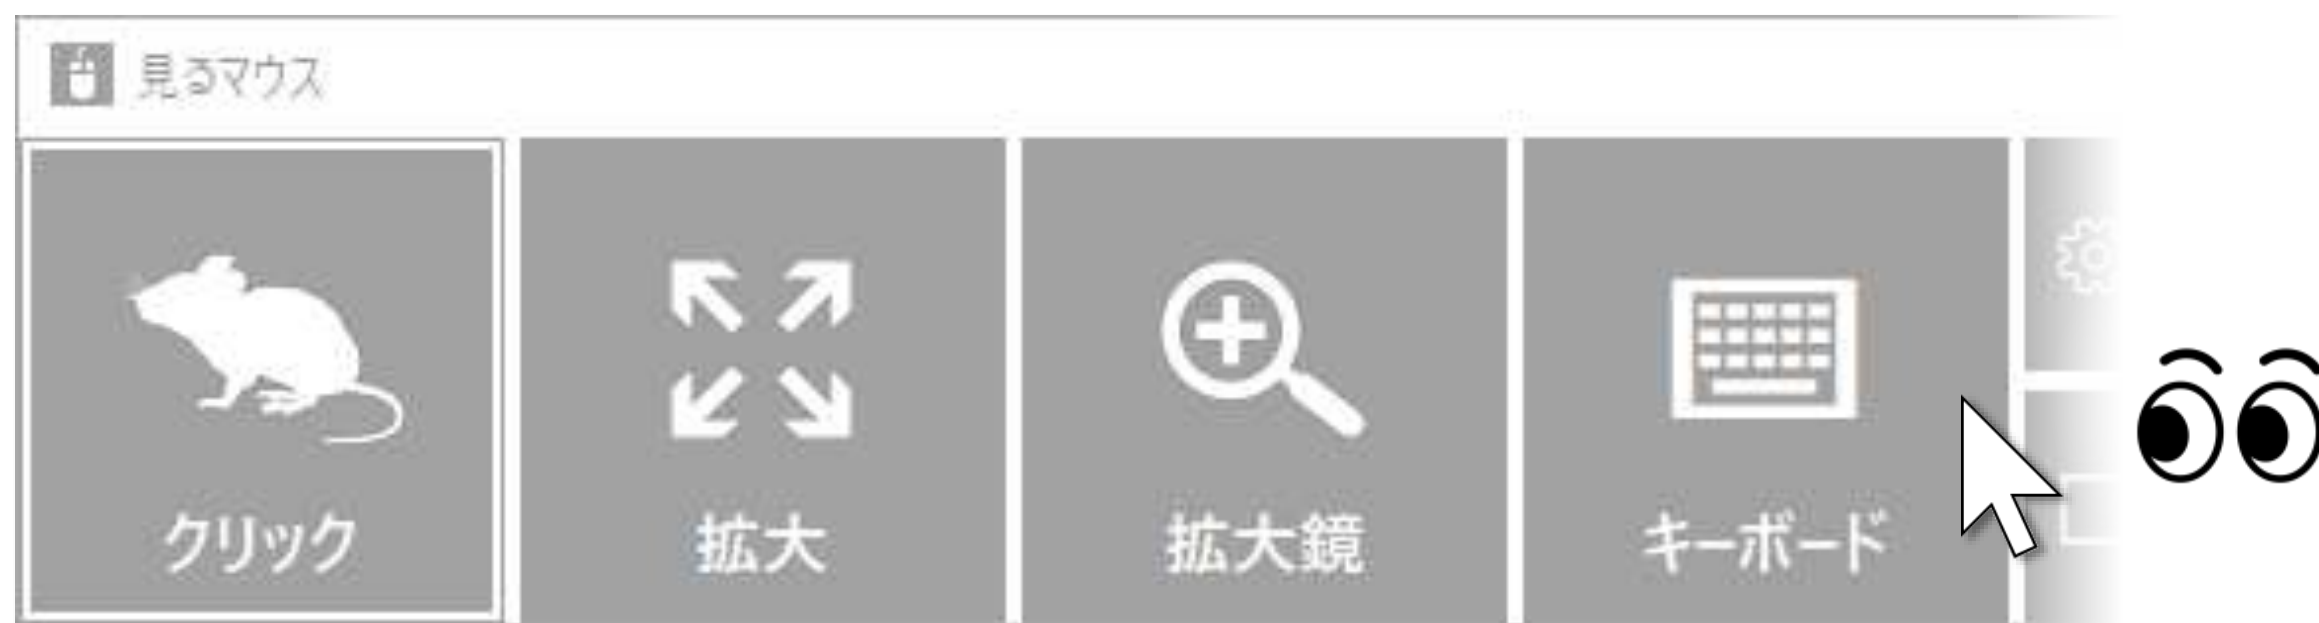 見るマウス
クリック
拡大
拡大鏡
キーボード